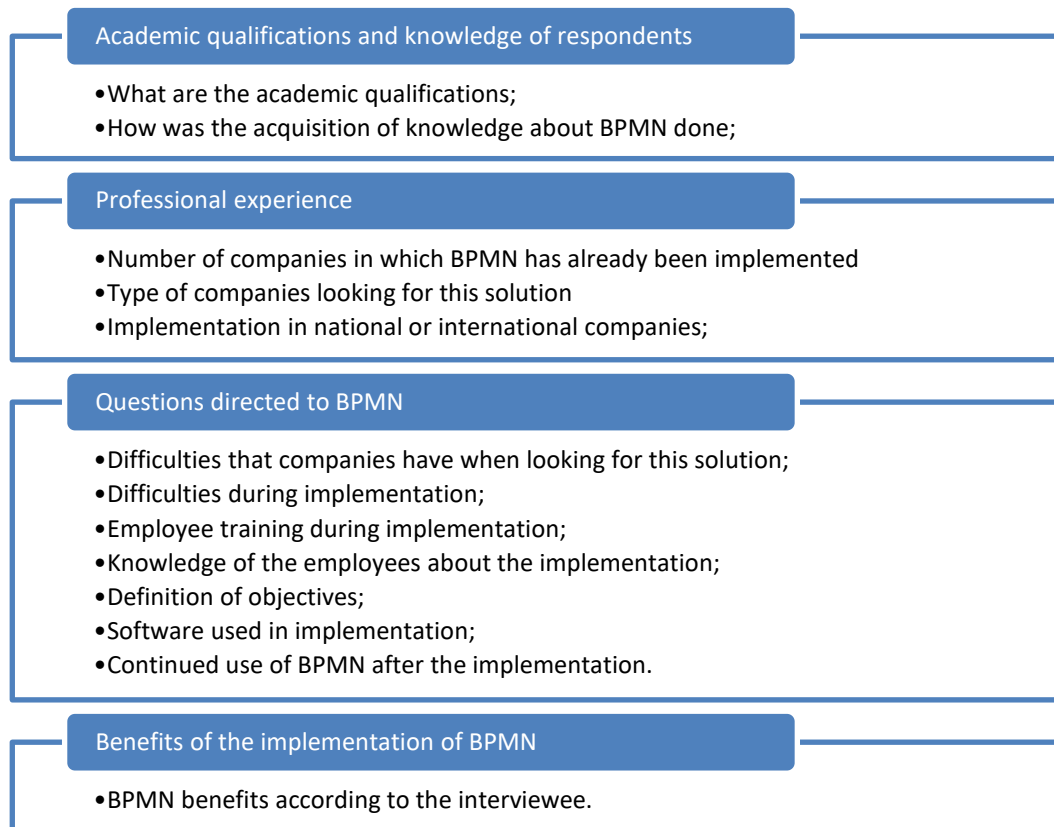 Academic qualifications and knowledge of respondents
•What are the academic qualifications;
•How was the acquisition of knowledge about BPMN done;
Professional experience
•Number of companies in which BPMN has already been implemented
•Type of companies looking for this solution
•Implementation in national or international companies;
Questions directed to BPMN
•Difficulties that companies have when looking for this solution;
•Difficulties during implementation;
•Employee training during implementation;
•Knowledge of the employees about the implementation;
•Definition of objectives;
•Software used in implementation;
•Continued use of BPMN after the implementation.
Benefits of the implementation of BPMN
•BPMN benefits according to the interviewee.